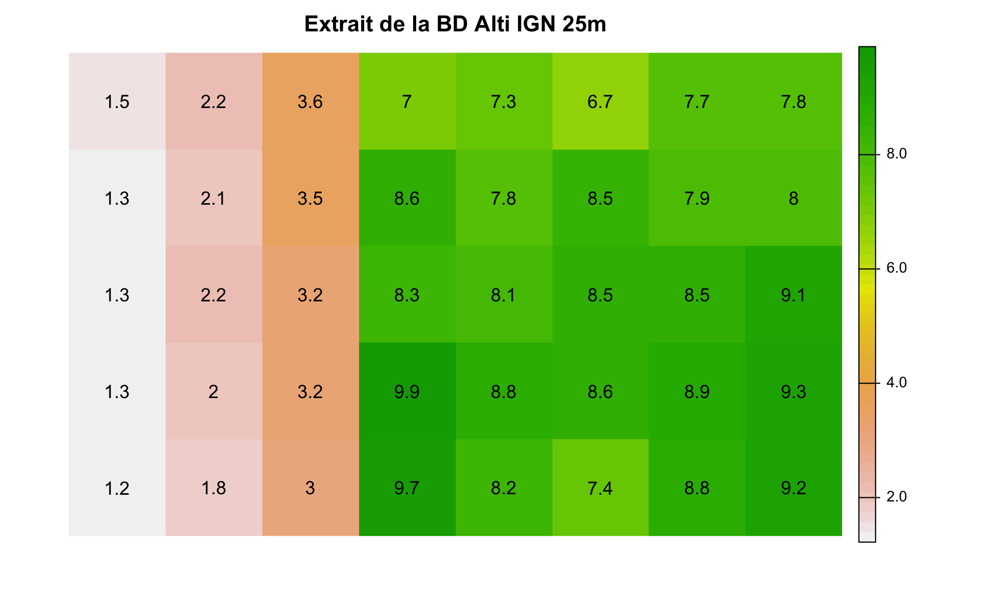 Extrait de la BD Alti IGN 25m
1.5 2.2 3.6 7 7.3 6.7 7.7 7.8
8.0
1.3 2.1 3.5 8.6 7.8 8.5 7.9 8
6.0
1.3 2.2 3.2 8.3 8.1 8.5 8.5 9.1
4.0
1.3 2 3.2 9.9 8.8 8.6 8.9 9.3
1.2 1.8 3 9.7 8.2 7.4 8.8 9.2
2.0